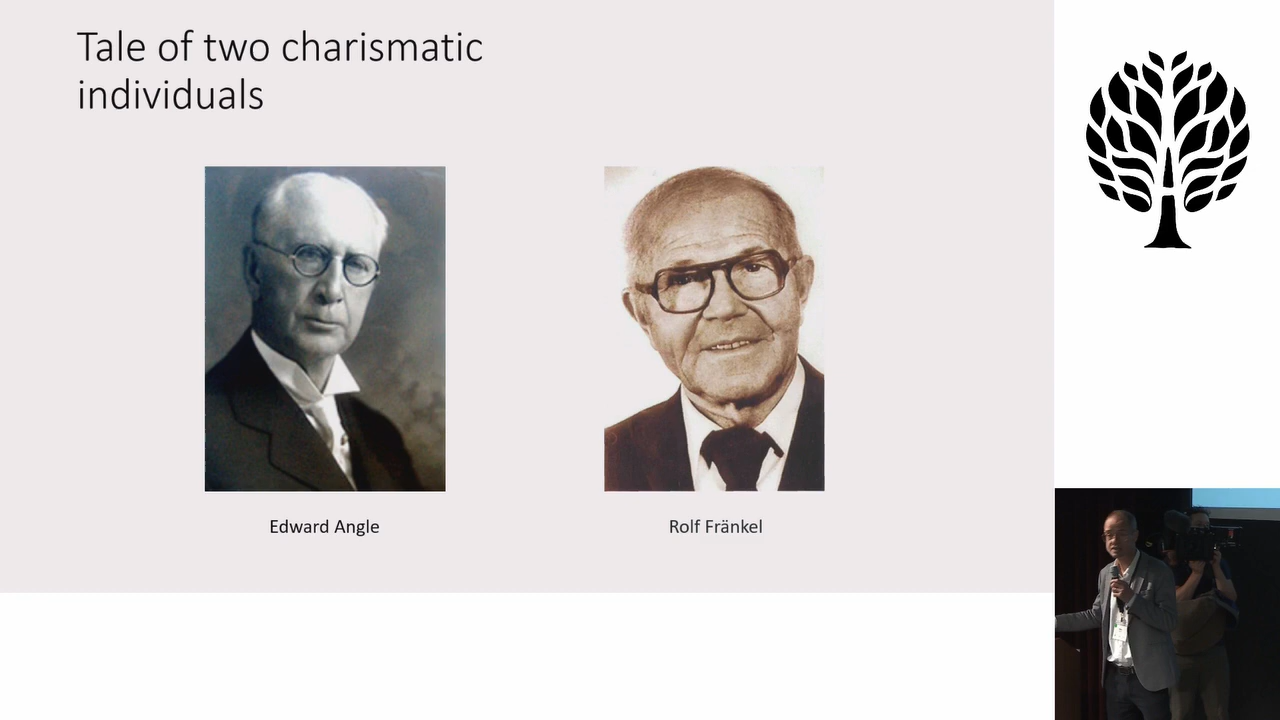 Tale of two charismatic
individuals
Edward Angle
Rolf Fränkel